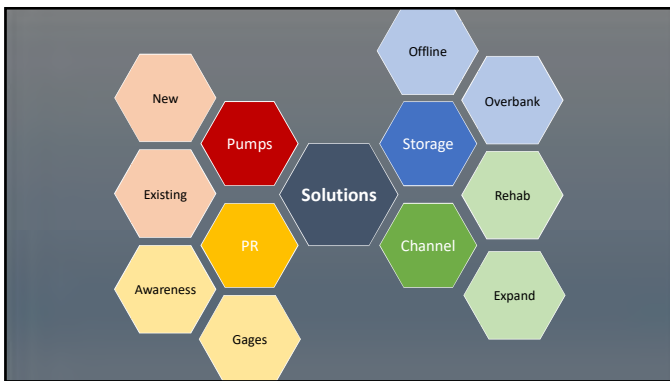 Offline
New
Overbank
Pumps
Storage
Existing
Solutions
Rehab
PR
Channel
Awareness
Expand
Gages